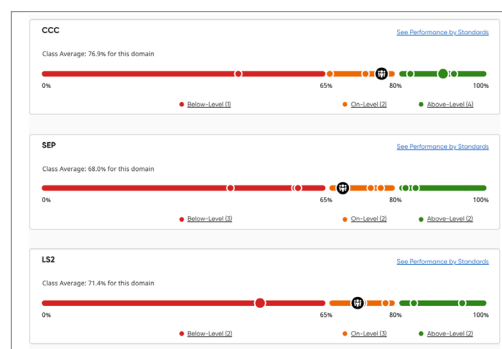 CCC
See Performance by Standards
Class Average: 76.9% for this domain
0% 65% 80% 100%
Below-Level (1) On-Level (2) Above-Level (4)
SEP
See Performance by Standards
Class Average: 68.0% for this domain
0% 65% 80% 100%
Below-Level (3) On-Level (2) Above-Level (2)
LS2
See Performance by Standards
Class Average: 71.4% for this domain
0% 65% 80% 100%
Below-Level (2) On-Level (3) Above-Level (2)